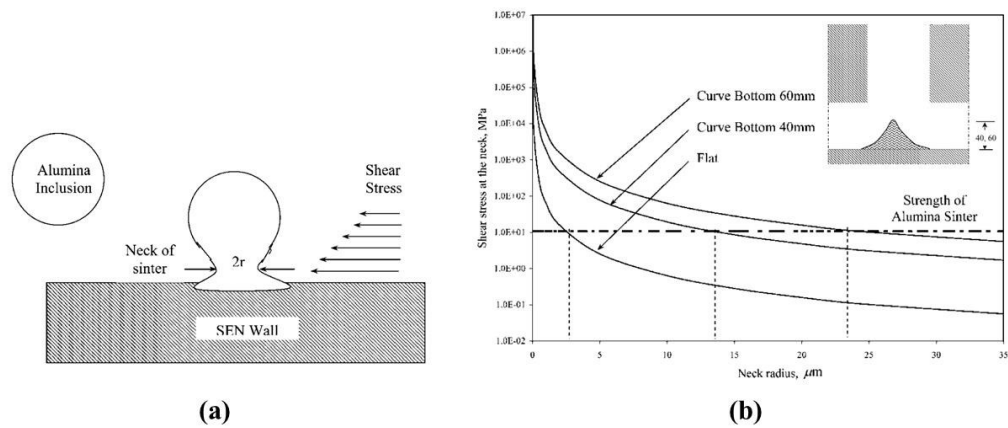 Alumina
Inclusion
Shear
Stress
Neck of
sinter
2r
SEN Wall
(a)
Shear stress at the neck, MPa
1.0E+07
1.0E+06
1.0E+05
1.0E+04
1.0E+03
1.0E+02
1.0E+01
1.0E+00
1.0E-01
1.0E-02
0
5
10
15
20
25
30
35
Neck radius, μm
Curve Bottom 60mm
Curve Bottom 40mm
Flat
40, 60
Strength of
Alumina Sinter
(b)